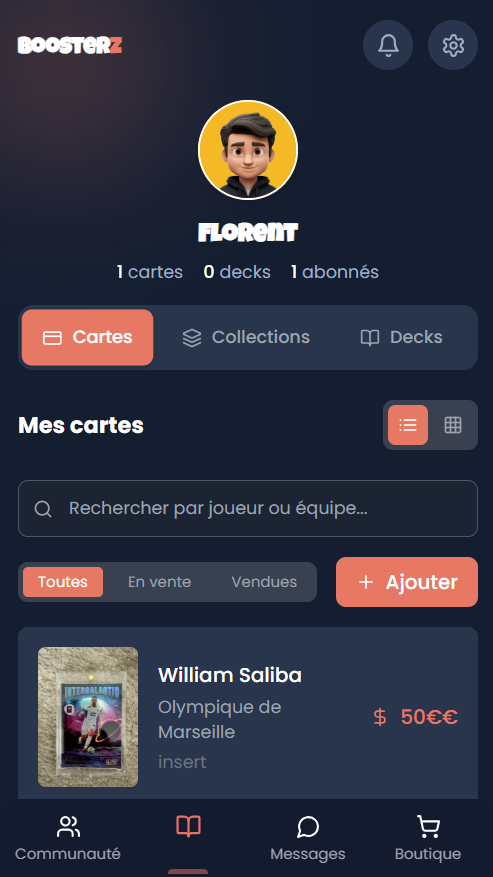 BOOSTERZ
FLORENT
1 cartes 0 decks 1 abonnés
Cartes Collections Decks
Mes cartes
Rechercher par joueur ou équipe...
Toutes En vente Vendues + Ajouter
INTERGALACTIC
William Saliba
Olympique de
Marseille
$ 50€€
insert
Communauté Messages Boutique